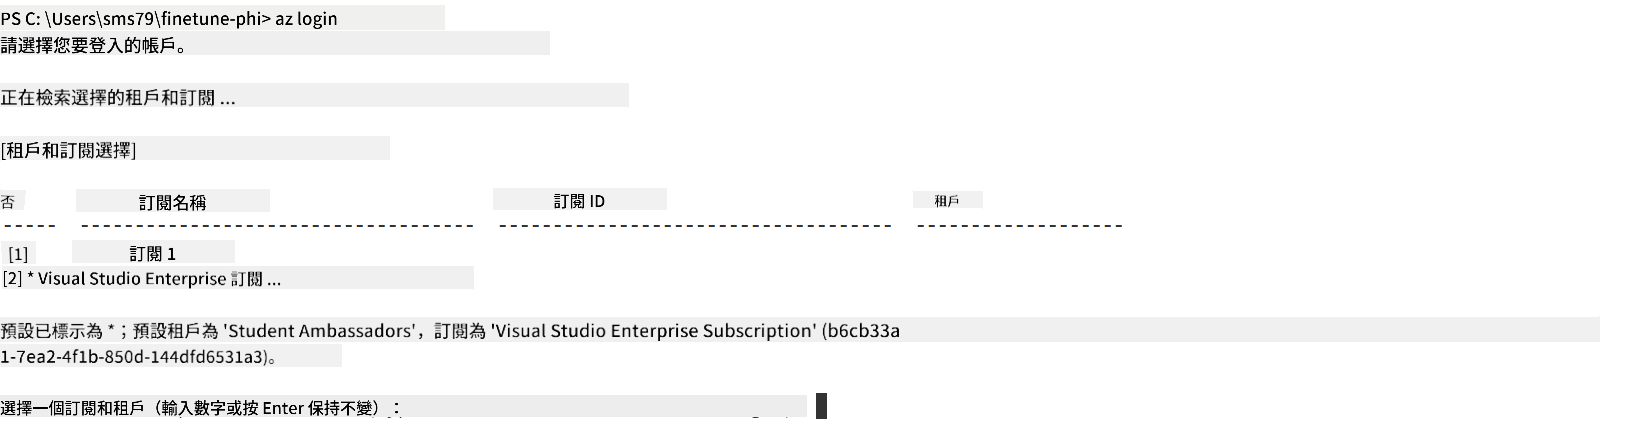 PS C: \Users\sms79\finetune-phi> az login
請選擇您要登入的帳戶。
正在檢索選擇的租戶和訂閱 ...
[租戶和訂閱選擇]
否 訂閱名稱 訂閱 ID 租戶
----- --------------------------------- --------------------------------- -------------------
[1] 訂閱 1
[2] * Visual Studio Enterprise 訂閱 ...
預設已標示為 *；預設租戶為 'Student Ambassadors'，訂閱為 'Visual Studio Enterprise Subscription' (b6cb33a
1-7ea2-4f1b-850d-144dfd6531a3)。
選擇一個訂閱和租戶（輸入數字或按 Enter 保持不變）：